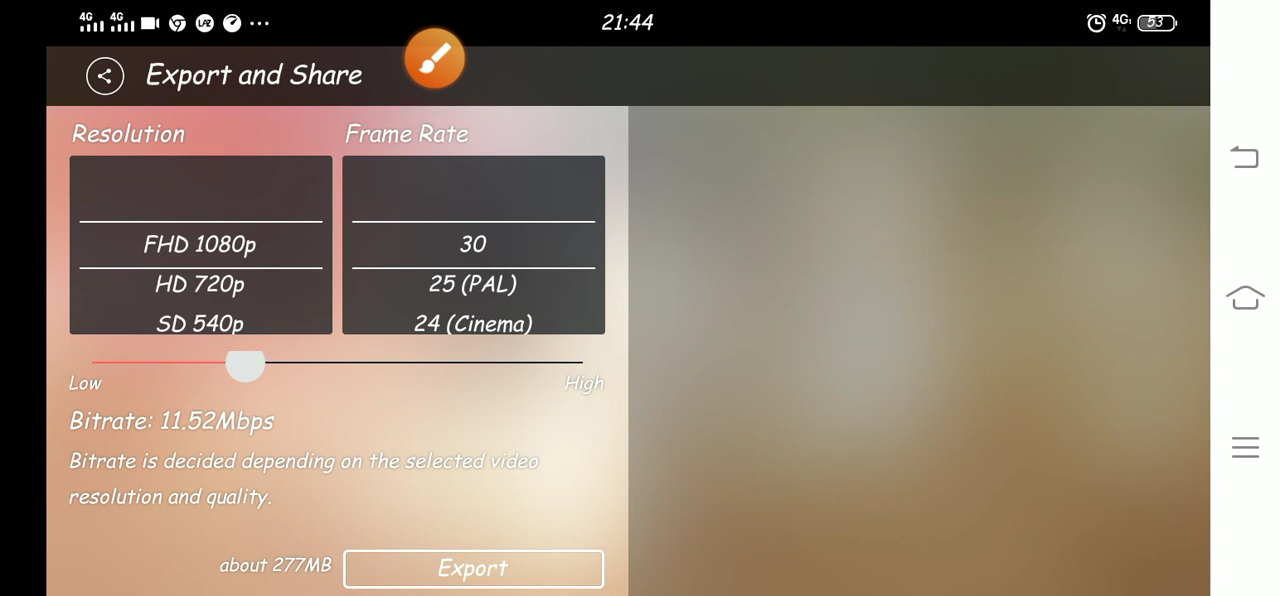 4G 4G LAZ 21:44 4G 53
Export and Share
Resolution Frame Rate
FHD 1080p 30
HD 720p 25 (PAL)
SD 540p 24 (Cinema)
Low High
Bitrate: 11.52Mbps
Bitrate is decided depending on the selected video
resolution and quality.
about 277MB Export